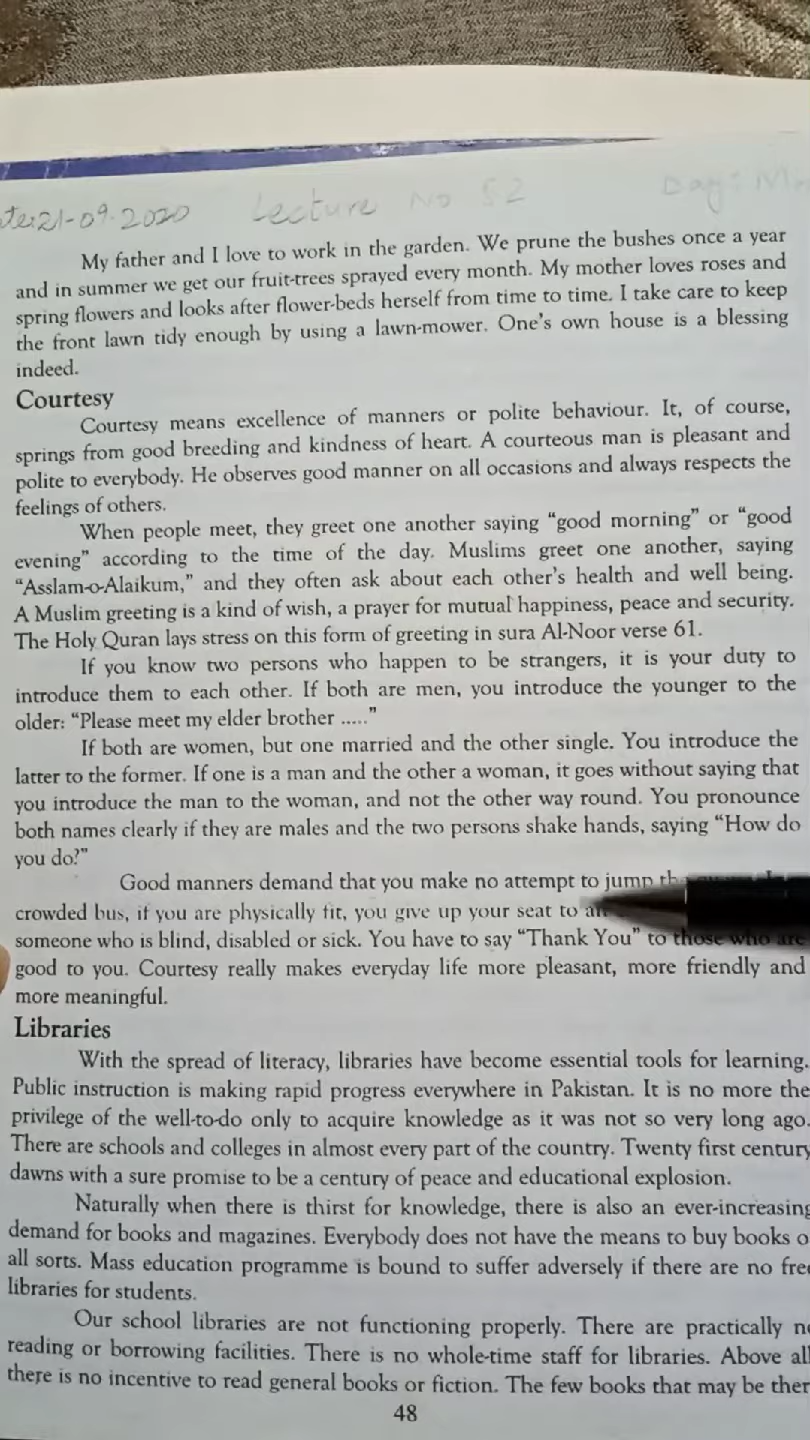 te: 21-09-2020 Lecture No 52 Day: Mo
My father and I love to work in the garden. We prune the bushes once a year
and in summer we get our fruit-trees sprayed every month. My mother loves roses and
spring flowers and looks after flower-beds herself from time to time. I take care to keep
the front lawn tidy enough by using a lawn-mower. One's own house is a blessing
indeed.
Courtesy
Courtesy means excellence of manners or polite behaviour. It, of course,
springs from good breeding and kindness of heart. A courteous man is pleasant and
polite to everybody. He observes good manner on all occasions and always respects the
feelings of others.
When people meet, they greet one another saying “good morning” or “good
evening” according to the time of the day. Muslims greet one another, saying
“Asslam-o-Alaikum,” and they often ask about each other's health and well being.
A Muslim greeting is a kind of wish, a prayer for mutual happiness, peace and security.
The Holy Quran lays stress on this form of greeting in sura Al-Noor verse 61.
If you know two persons who happen to be strangers, it is your duty to
introduce them to each other. If both are men, you introduce the younger to the
older: “Please meet my elder brother .....”
If both are women, but one married and the other single. You introduce the
latter to the former. If one is a man and the other a woman, it goes without saying that
you introduce the man to the woman, and not the other way round. You pronounce
both names clearly if they are males and the two persons shake hands, saying “How do
you do?”
Good manners demand that you make no attempt to jump
crowded bus, if you are physically fit, you give up your seat to
someone who is blind, disabled or sick. You have to say “Thank You” to those who are
good to you. Courtesy really makes everyday life more pleasant, more friendly and
more meaningful.
Libraries
With the spread of literacy, libraries have become essential tools for learning.
Public instruction is making rapid progress everywhere in Pakistan. It is no more the
privilege of the well-to-do only to acquire knowledge as it was not so very long ago.
There are schools and colleges in almost every part of the country. Twenty first century
dawns with a sure promise to be a century of peace and educational explosion.
Naturally when there is thirst for knowledge, there is also an ever-increasing
demand for books and magazines. Everybody does not have the means to buy books o
all sorts. Mass education programme is bound to suffer adversely if there are no free
libraries for students.
Our school libraries are not functioning properly. There are practically no
reading or borrowing facilities. There is no whole-time staff for libraries. Above all
there is no incentive to read general books or fiction. The few books that may be ther
48